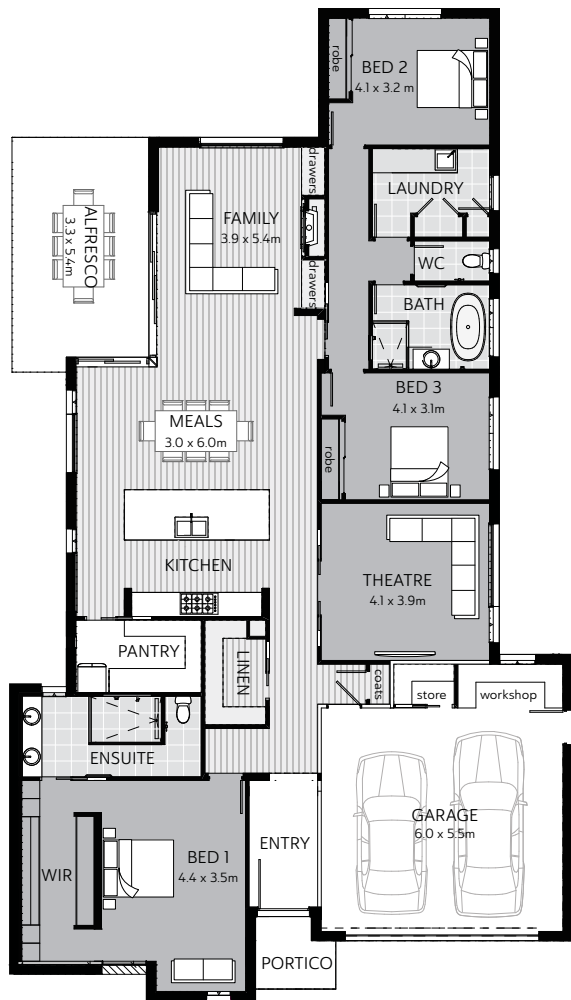 robe
BED 2
4.1 x 3.2 m
drawers
LAUNDRY
ALFRESCO
3.3 x 5.4m
FAMILY
3.9 x 5.4m
WC
drawers
BATH
BED 3
4.1 x 3.1m
MEALS
3.0 x 6.0m
robe
KITCHEN
THEATRE
4.1 x 3.9m
PANTRY
LINEN
coats
store
workshop
ENSUITE
GARAGE
6.0 x 5.5m
ENTRY
BED 1
4.4 x 3.5m
WIR
PORTICO